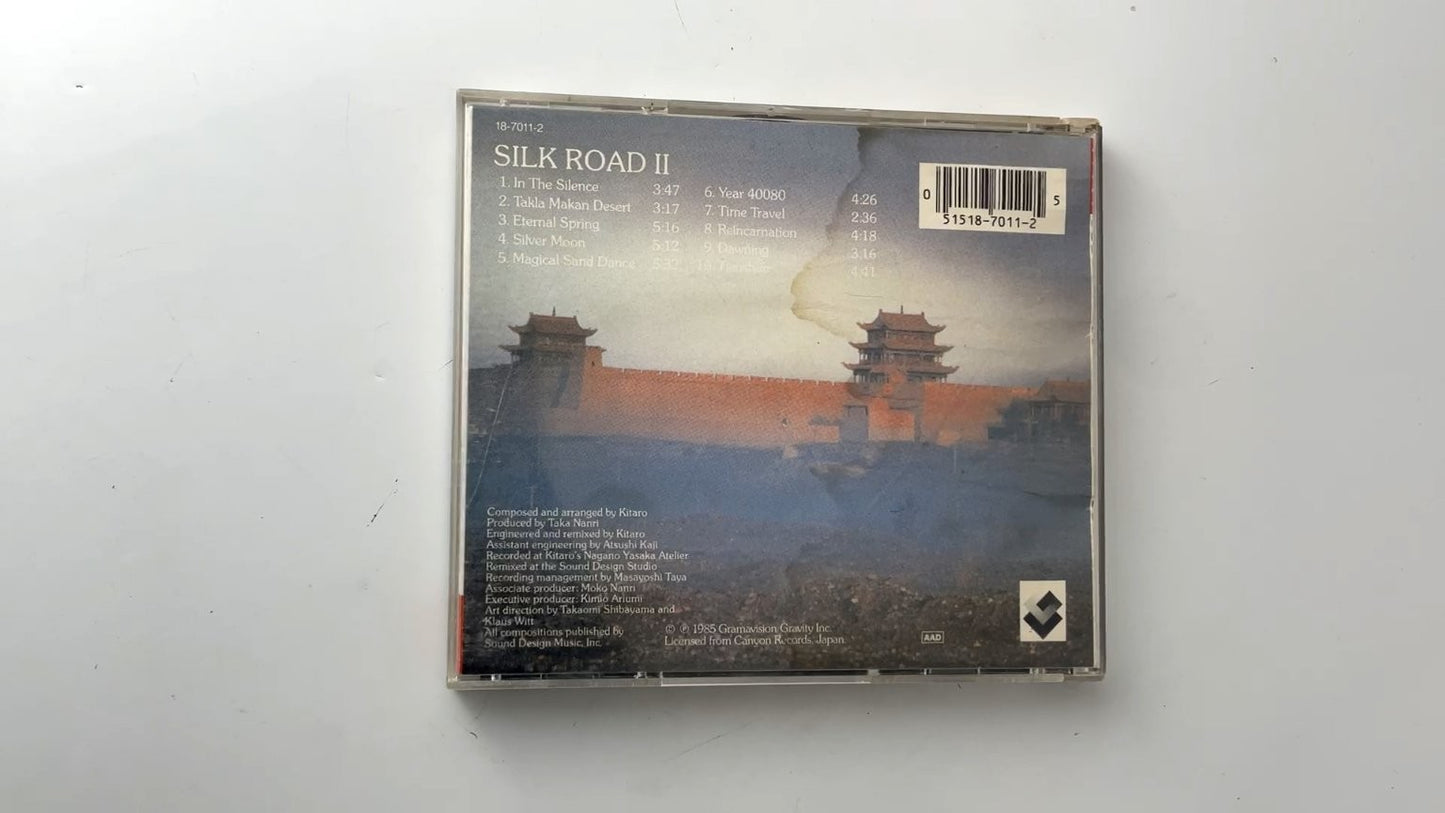 18-7011-2
SILK ROAD II
1. In The Silence 3:47
2. Takla Makan Desert 3:17
3. Eternal Spring 5:16
4. Silver Moon 5:12
5. Magical Sand Dance 5:32
6. Year 40080 4:26
7. Time Travel 2:36
8 Reincarnation 4:18
9. Dawning 3:16
10. 4:41
0 51518-7011-2 5
Composed and arranged by Kitaro
Produced by Taka Nanri
Engineered and remixed by Kitaro
Assistant engineering by Atsushi Kaji
Recorded at Kitaro's Nagano Yasaka Atelier
Remixed at the Sound Design Studio
Recording management by Masayoshi Taya
Associate producer: Moko Nanri
Executive producer: Kimio Ariumi
Art direction by Takaomi Shibayama and
Klaus Witt
All compositions published by
Sound Design Music, Inc.
© ℗ 1985 Gramavision Gravity Inc.
Licensed from Canyon Records, Japan.
AAD